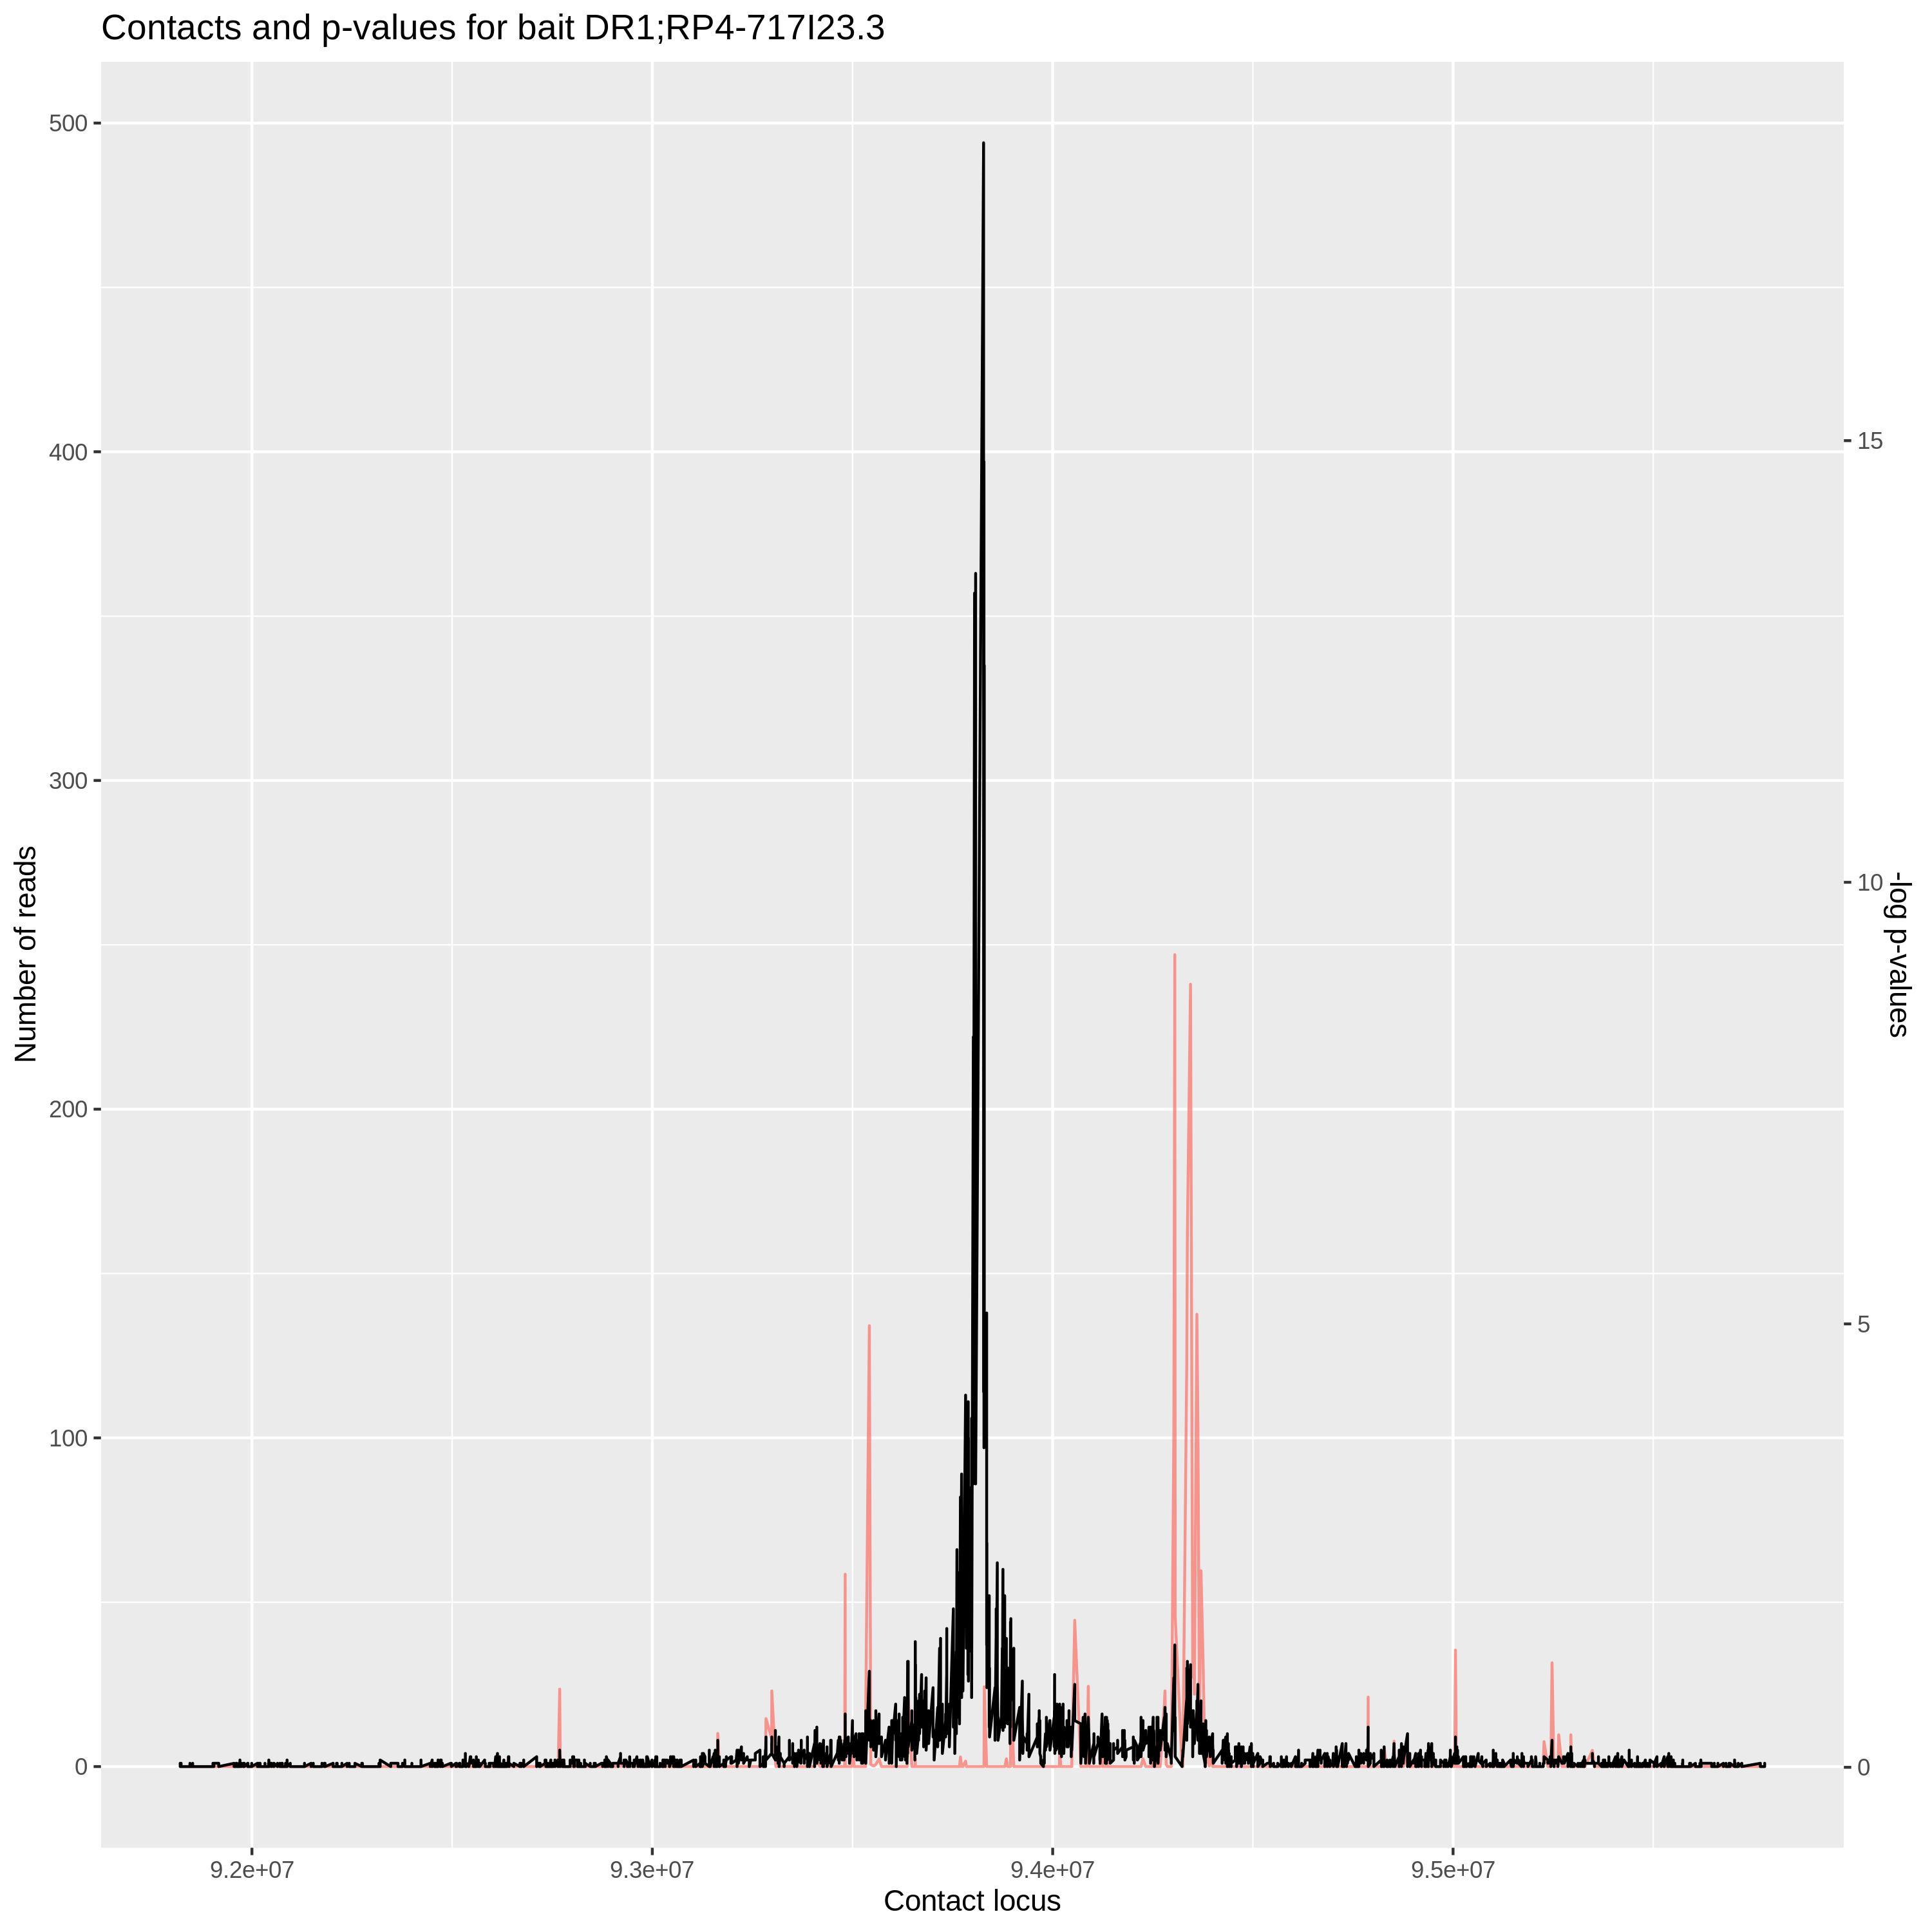 Contacts and p-values for bait DR1;RP4-717I23.3
500
400
300
200
100
0
Number of reads
15
10
5
0
-log p-values
9.2e+07
9.3e+07
9.4e+07
9.5e+07
Contact locus